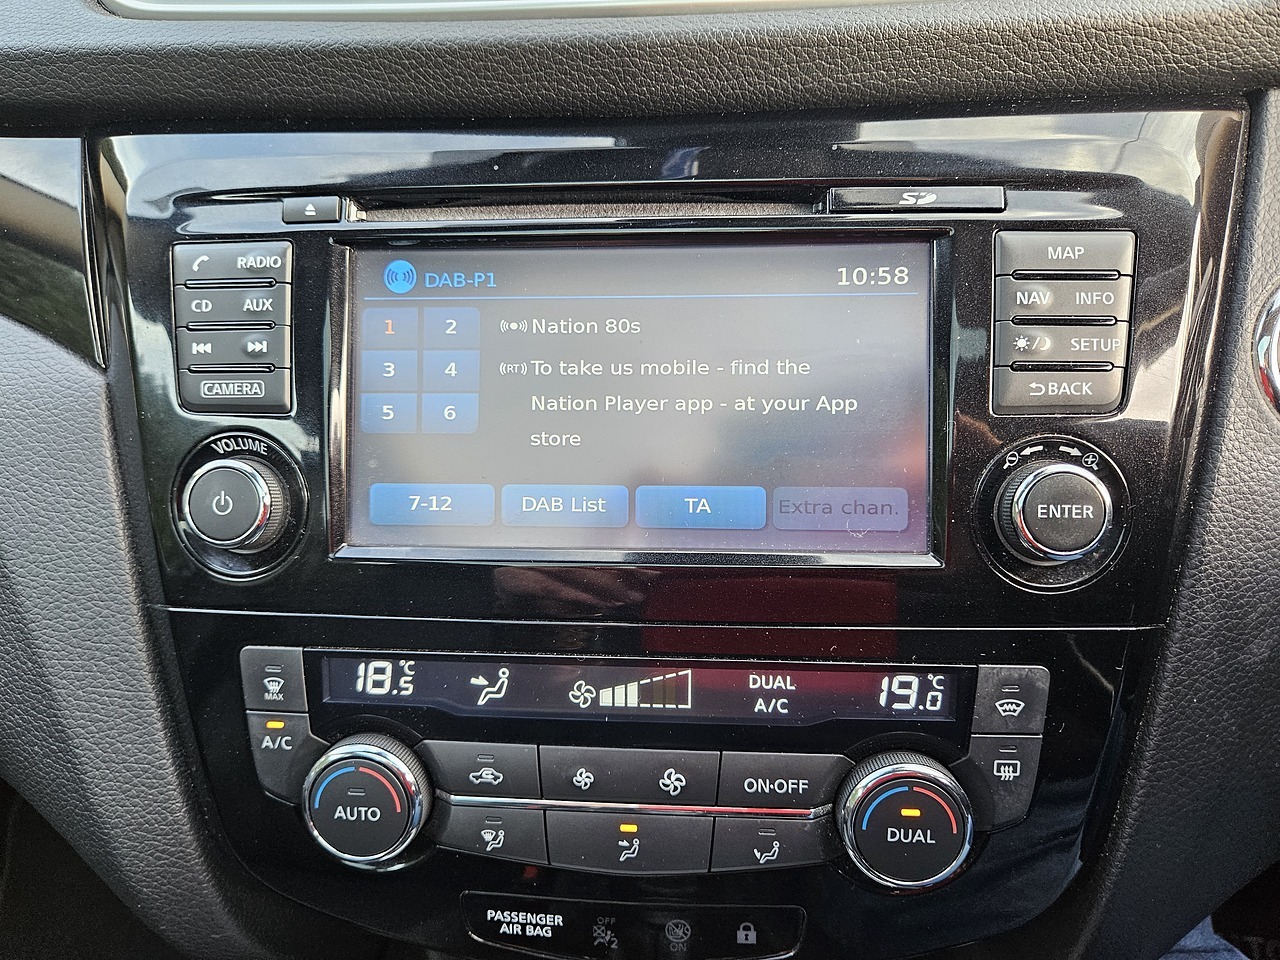 SD
RADIO
CD AUX
CAMERA
VOLUME
DAB-P1
10:58
1 2
3 4
5 6
Nation 80s
(RT) To take us mobile - find the
Nation Player app - at your App
store
7-12
DAB List
TA
Extra chan.
MAP
NAV INFO
SETUP
BACK
ENTER
18.5 °C
DUAL
A/C
19.0 °C
MAX
A/C
AUTO
ON·OFF
DUAL
PASSENGER
AIR BAG
OFF
2
ON